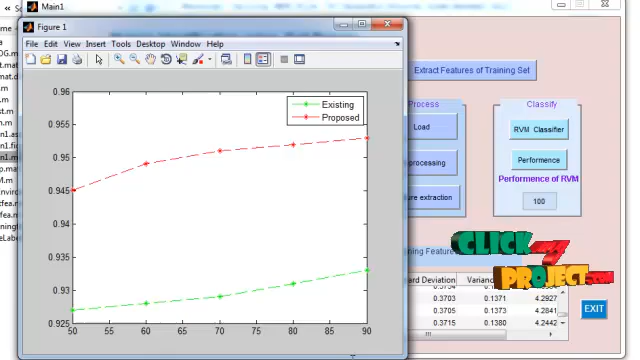 Main1
Figure 1
File Edit View Insert Tools Desktop Window Help
Extract Features of Training Set
0.96
0.955
0.95
0.945
0.94
0.935
0.93
0.925
50 55 60 65 70 75 80 85 90
Existing
Proposed
Process
Load
processing
ure extraction
Classify
RVM Classifier
Performence
Performence of RVM
100
ning Feature
CLICK
PROJECT.com
ard Deviation Varian
0.3703 0.1371 4.2927
0.3705 0.1373 4.2841
0.3715 0.1380 4.2442
EXIT